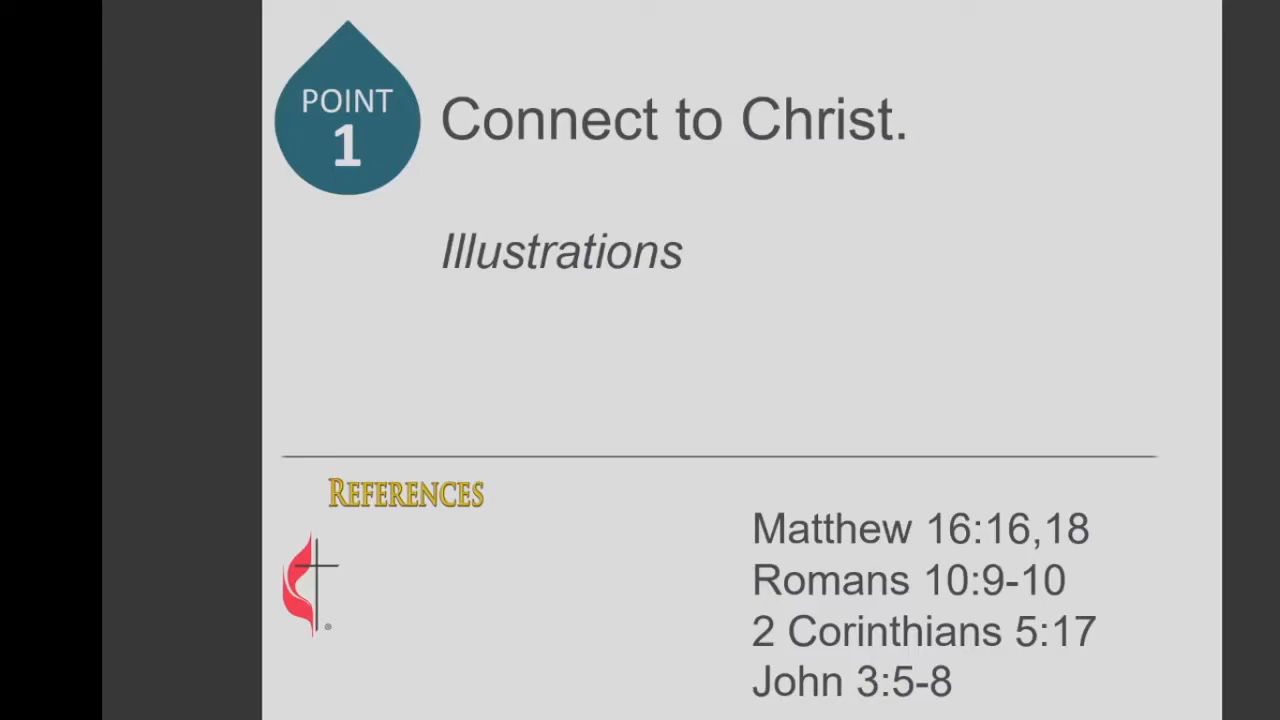 POINT
1
Connect to Christ.
Illustrations
REFERENCES
Matthew 16:16,18
Romans 10:9-10
2 Corinthians 5:17
John 3:5-8
®